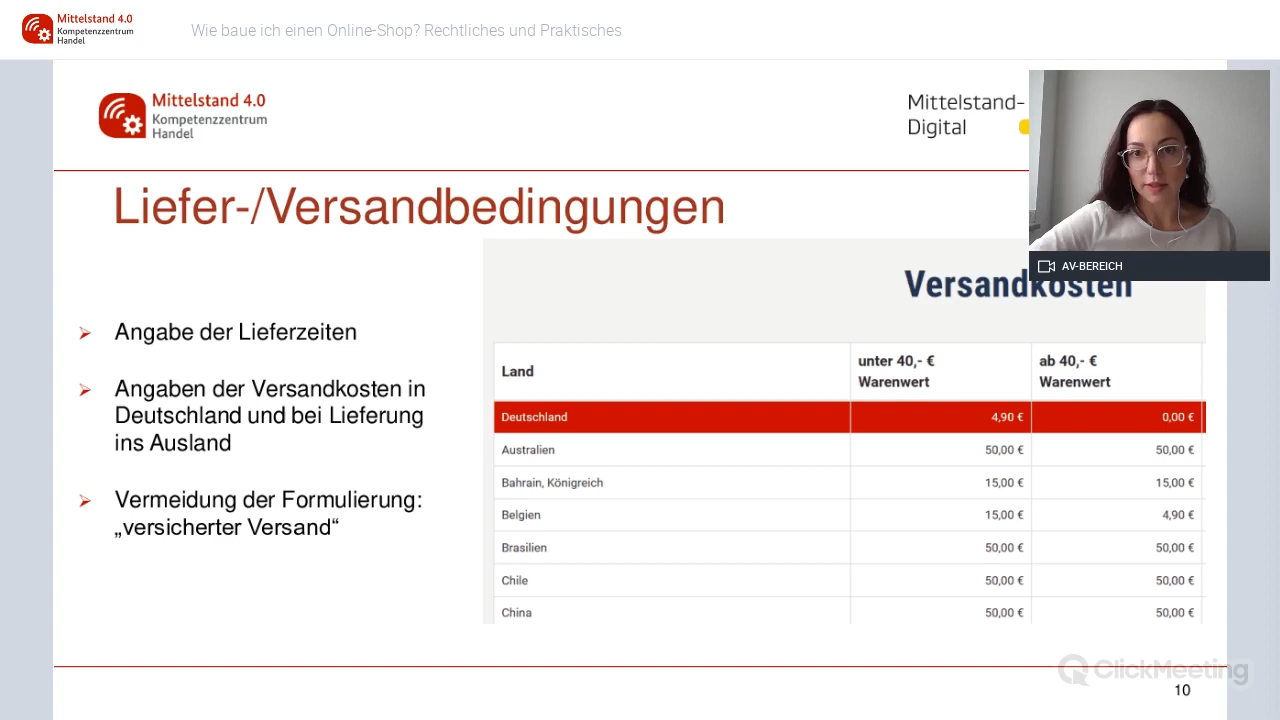 Mittelstand 4.0
Kompetenzzentrum
Handel
Wie baue ich einen Online-Shop? Rechtliches und Praktisches
Mittelstand 4.0
Kompetenzzentrum
Handel
Mittelstand-
Digital
Liefer-/Versandbedingungen
AV-BEREICH
Versandkosten
Angabe der Lieferzeiten
Angaben der Versandkosten in
Deutschland und bei Lieferung
ins Ausland
Vermeidung der Formulierung:
„versicherter Versand“
Land unter 40,- € Warenwert ab 40,- € Warenwert
Deutschland 4,90 € 0,00 €
Australien 50,00 € 50,00 €
Bahrain, Königreich 15,00 € 15,00 €
Belgien 15,00 € 4,90 €
Brasilien 50,00 € 50,00 €
Chile 50,00 € 50,00 €
China 50,00 € 50,00 €
ClickMeeting
10